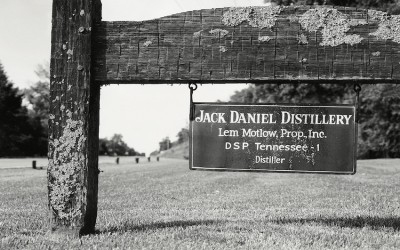 JACK DANIEL DISTILLERY
Lem Motlow, Prop., Inc.
DSP Tennessee - 1
Distiller